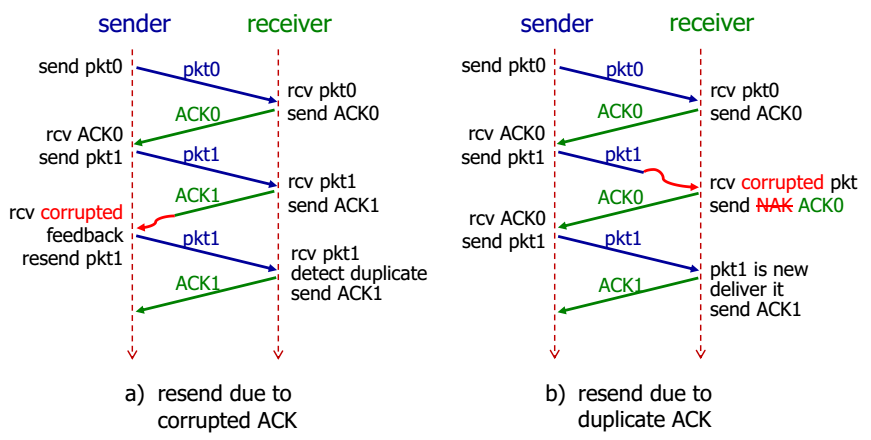 sender receiver
send pkt0
pkt0
rcv pkt0
send ACK0
ACK0
rcv ACK0
send pkt1
pkt1
rcv pkt1
send ACK1
ACK1
rcv corrupted
feedback
resend pkt1
pkt1
rcv pkt1
detect duplicate
send ACK1
ACK1
a) resend due to
corrupted ACK
sender receiver
send pkt0
pkt0
rcv pkt0
send ACK0
ACK0
rcv ACK0
send pkt1
pkt1
rcv corrupted pkt
send NAK ACK0
ACK0
rcv ACK0
send pkt1
pkt1
pkt1 is new
deliver it
send ACK1
ACK1
b) resend due to
duplicate ACK